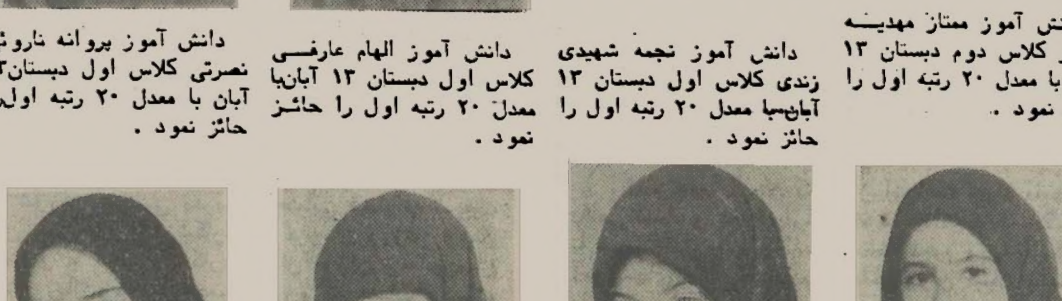 آموز ممتاز مهدیه
کلاس دوم دبستان ۱۳
با معدل ۲۰ رتبه اول را
نمود .
دانش آموز نجمه شهیدی
زندی کلاس اول دبستان ۱۳
آبان با معدل ۲۰ رتبه اول را
حائز نمود .
دانش آموز الهام عارفی
کلاس اول دبستان ۱۳ آبان با
معدل ۲۰ رتبه اول را حائز
نمود .
دانش آموز پروانه
نصرتی کلاس اول دبستان
آبان با معدل ۲۰ رتبه اول
حائز نمود .